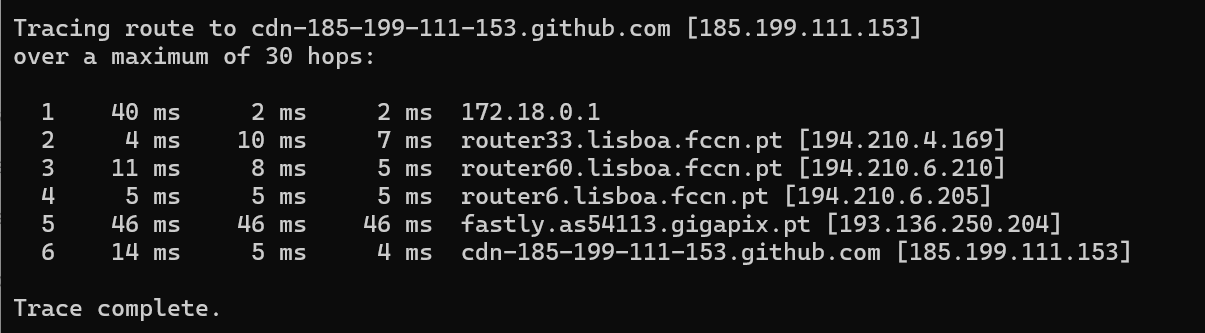 Tracing route to cdn-185-199-111-153.github.com [185.199.111.153]
over a maximum of 30 hops:
1 40 ms 2 ms 2 ms 172.18.0.1
2 4 ms 10 ms 7 ms router33.lisboa.fccn.pt [194.210.4.169]
3 11 ms 8 ms 5 ms router60.lisboa.fccn.pt [194.210.6.210]
4 5 ms 5 ms 5 ms router6.lisboa.fccn.pt [194.210.6.205]
5 46 ms 46 ms 46 ms fastly.as54113.gigapix.pt [193.136.250.204]
6 14 ms 5 ms 4 ms cdn-185-199-111-153.github.com [185.199.111.153]
Trace complete.